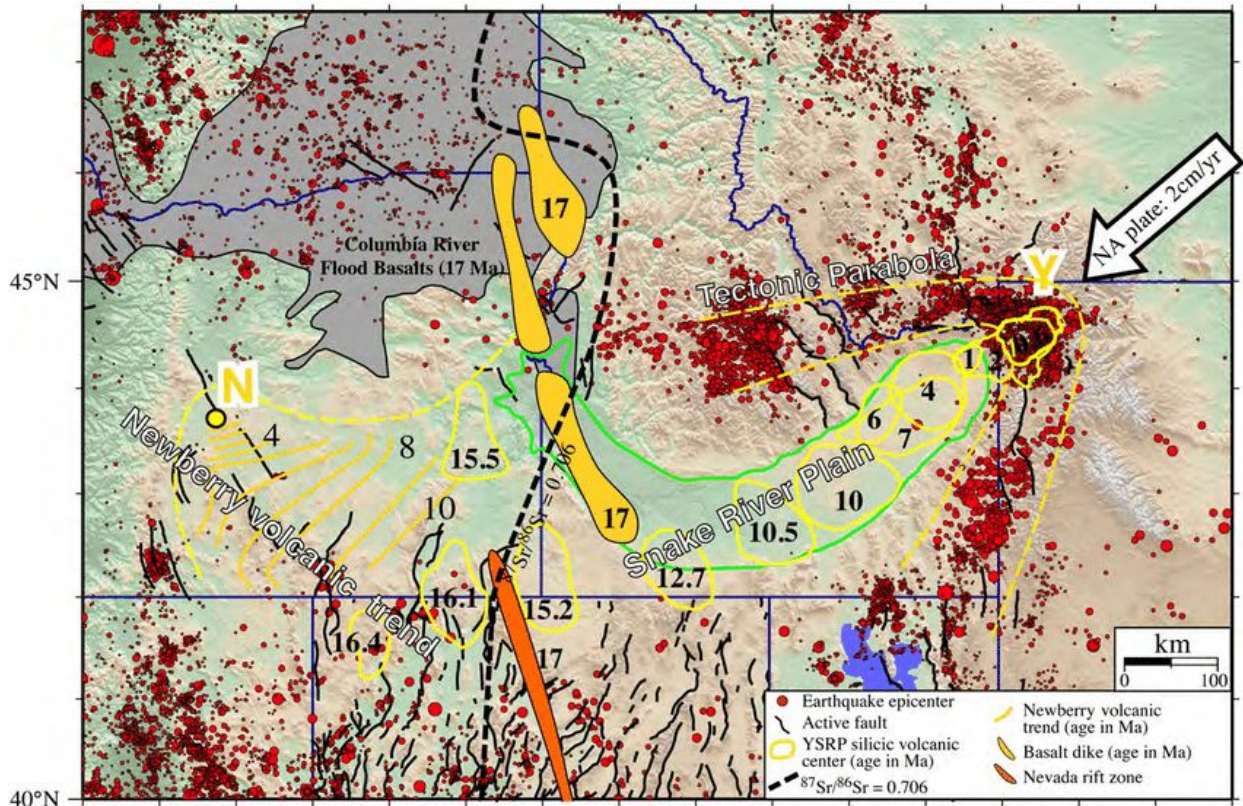 NA plate: 2cm/yr
17
Columbia River
Flood Basalts (17 Ma)
45°N
Tectonic Parabola
Y
N
1
4
4
6
7
8
15.5
10
10
10.5
17
Newberry volcanic trend
Snake River Plain
⁸⁷Sr/⁸⁶Sr = 0.706
12.7
16.1
15.2
16.4
17
km
0 100
Earthquake epicenter
Active fault
YSRP silicic volcanic
center (age in Ma)
⁸⁷Sr/⁸⁶Sr = 0.706
Newberry volcanic
trend (age in Ma)
Basalt dike (age in Ma)
Nevada rift zone
40°N